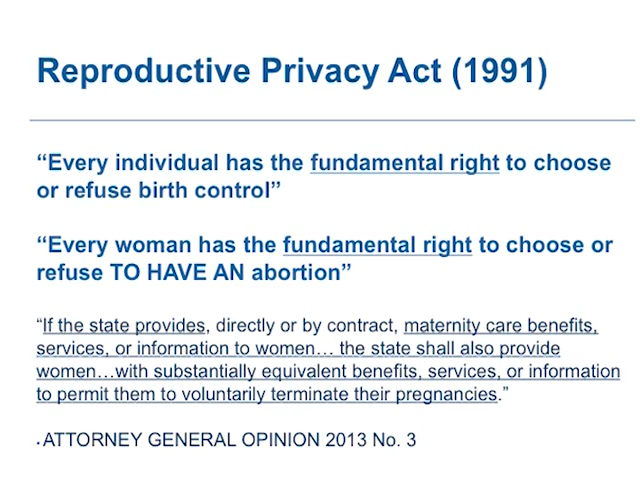 Reproductive Privacy Act (1991)
“Every individual has the fundamental right to choose
or refuse birth control”
“Every woman has the fundamental right to choose or
refuse TO HAVE AN abortion”
“If the state provides, directly or by contract, maternity care benefits,
services, or information to women… the state shall also provide
women…with substantially equivalent benefits, services, or information
to permit them to voluntarily terminate their pregnancies.”
• ATTORNEY GENERAL OPINION 2013 No. 3